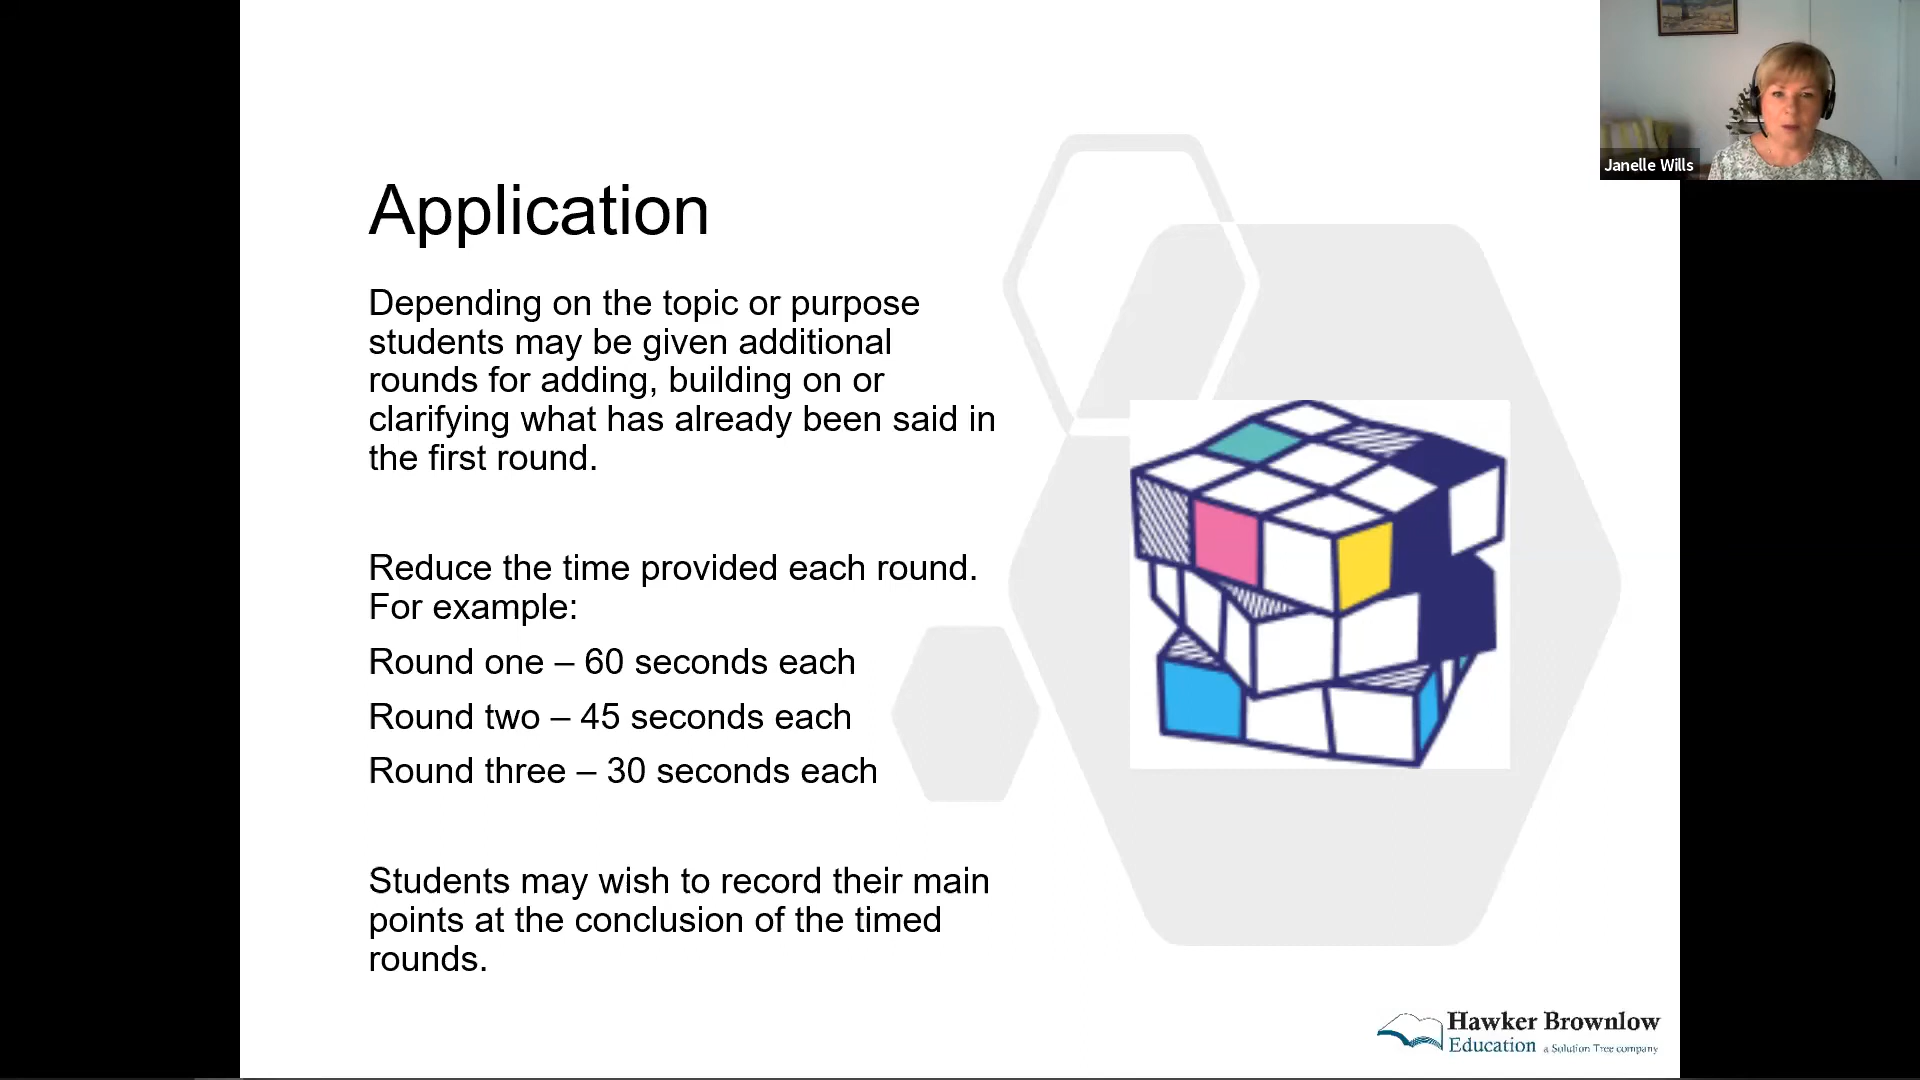 Janelle Wills
Application
Depending on the topic or purpose
students may be given additional
rounds for adding, building on or
clarifying what has already been said in
the first round.
Reduce the time provided each round.
For example:
Round one – 60 seconds each
Round two – 45 seconds each
Round three – 30 seconds each
Students may wish to record their main
points at the conclusion of the timed
rounds.
Hawker Brownlow
Education a Solution Tree company